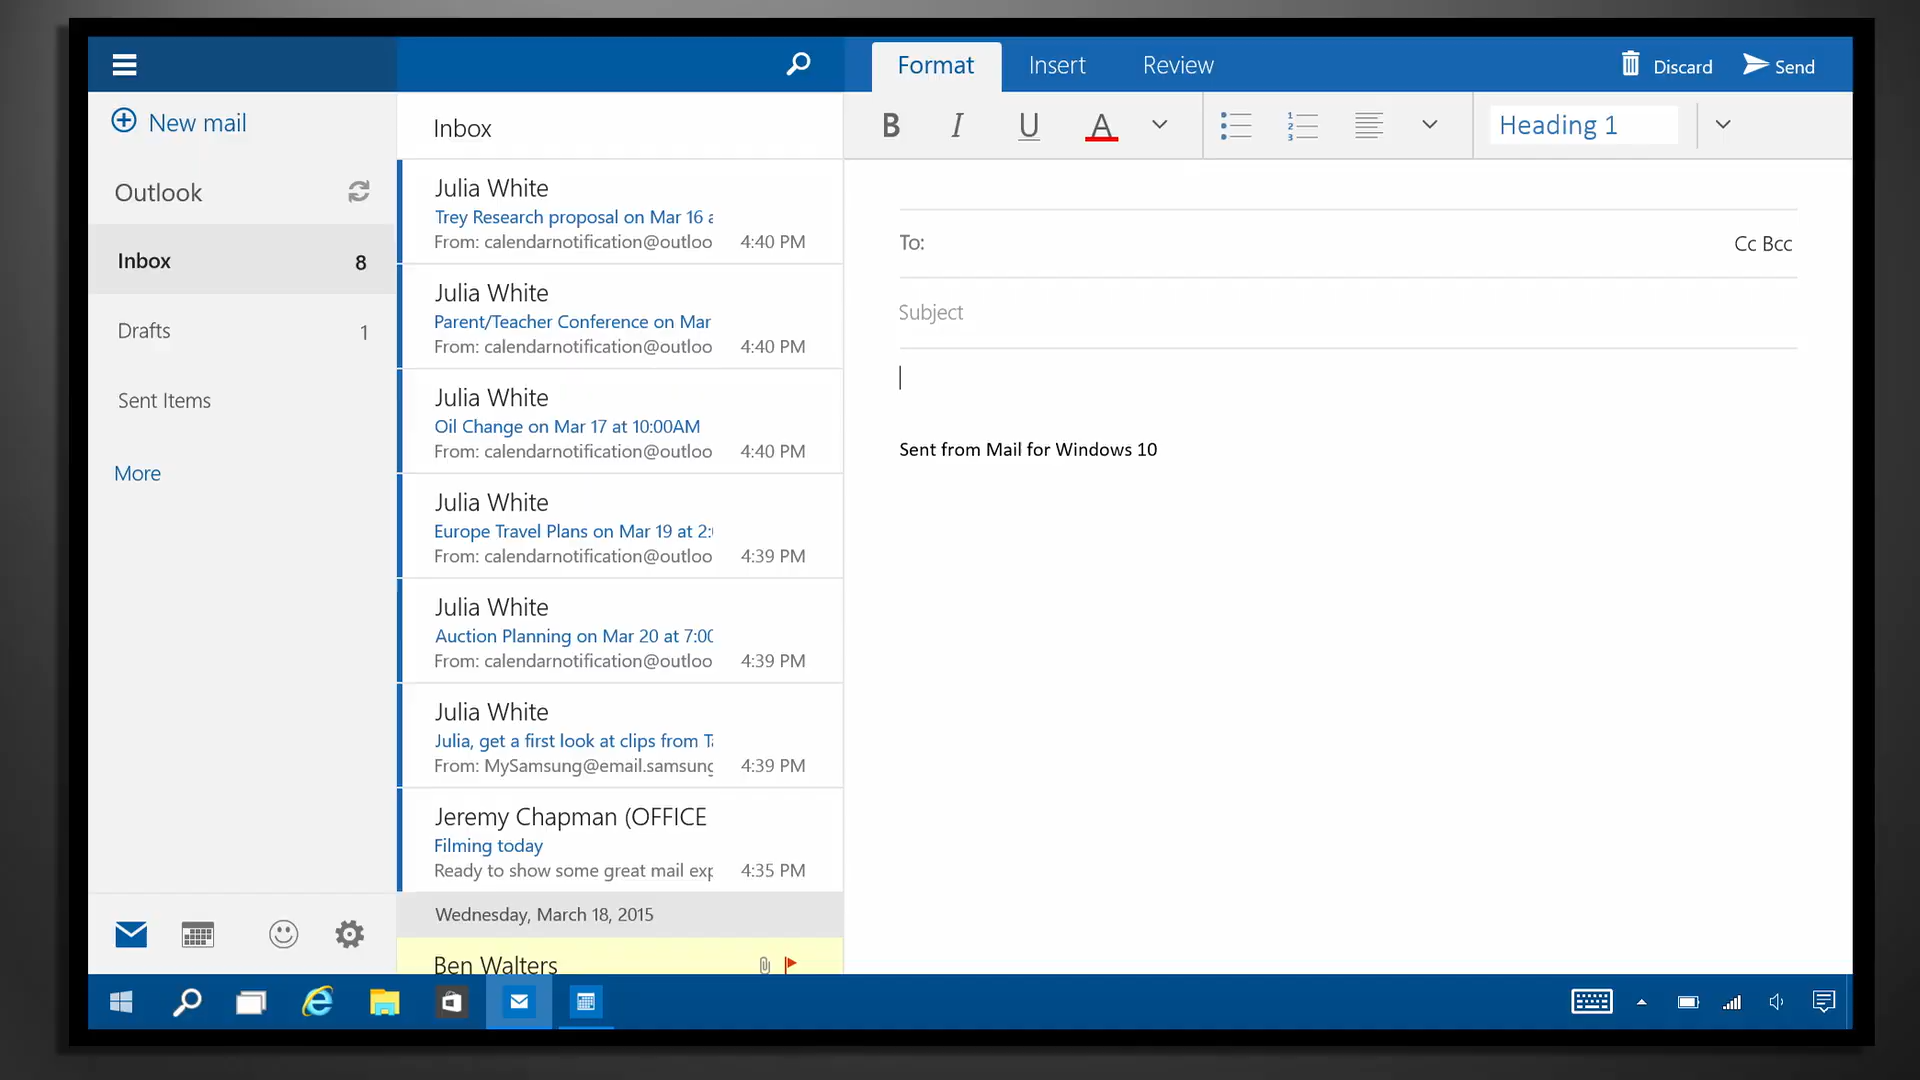 Format Insert Review Discard Send
New mail
Outlook
Inbox 8
Drafts 1
Sent Items
More
Inbox
Julia White
Trey Research proposal on Mar 16
From: calendarnotification@outloo 4:40 PM
Julia White
Parent/Teacher Conference on Mar
From: calendarnotification@outloo 4:40 PM
Julia White
Oil Change on Mar 17 at 10:00AM
From: calendarnotification@outloo 4:40 PM
Julia White
Europe Travel Plans on Mar 19 at 2:
From: calendarnotification@outloo 4:39 PM
Julia White
Auction Planning on Mar 20 at 7:00
From: calendarnotification@outloo 4:39 PM
Julia White
Julia, get a first look at clips from
From: MySamsung@email.samsung 4:39 PM
Jeremy Chapman (OFFICE
Filming today
Ready to show some great mail exp 4:35 PM
Wednesday, March 18, 2015
Ben Walters
B I U A Heading 1
To: Cc Bcc
Subject
Sent from Mail for Windows 10